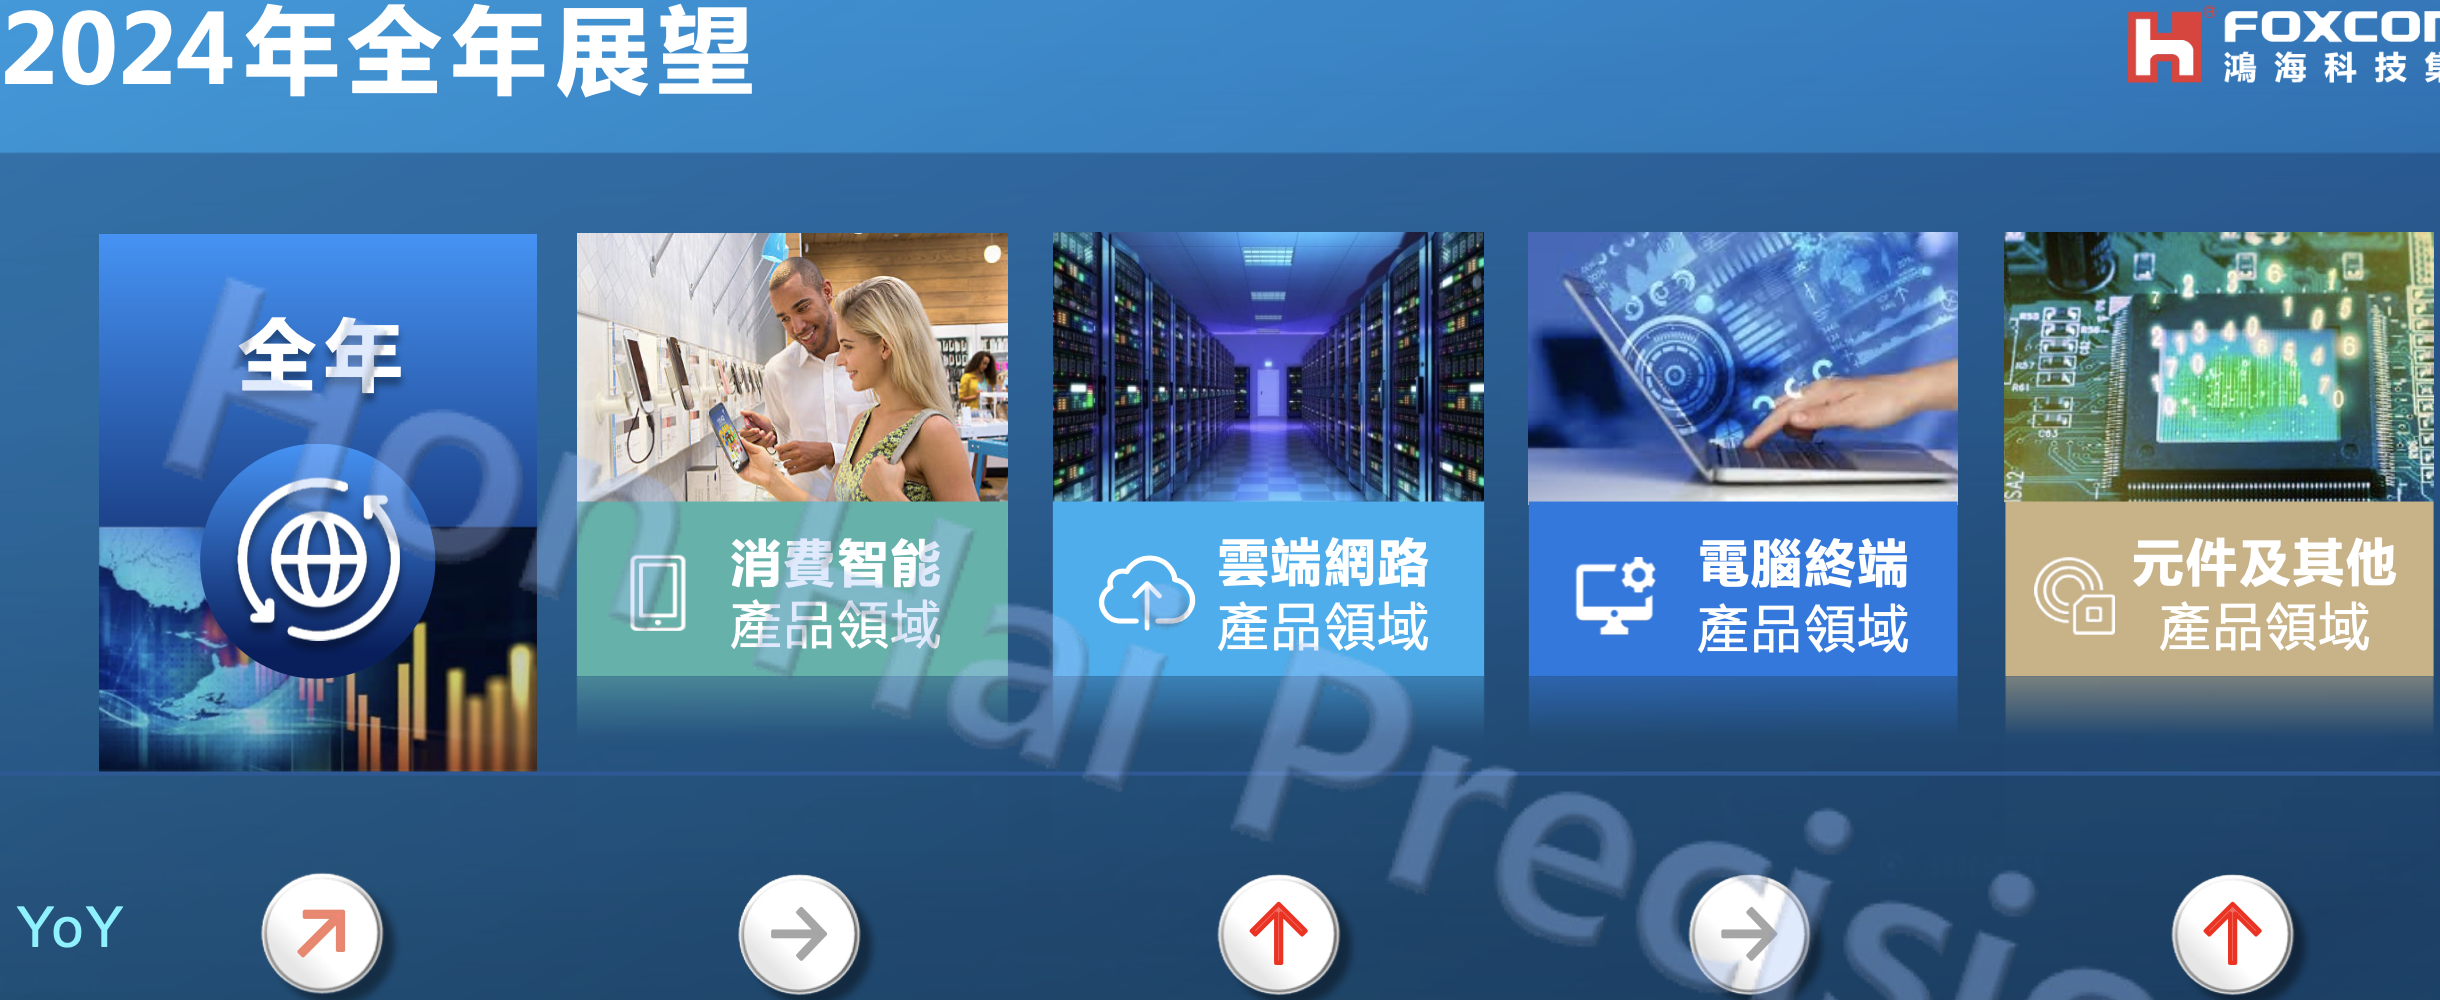 2024年全年展望
FOXCON
鴻海科技集
全年
消費智能
產品領域
雲端網路
產品領域
電腦終端
產品領域
元件及其他
產品領域
YoY
Hon Hai Precisio